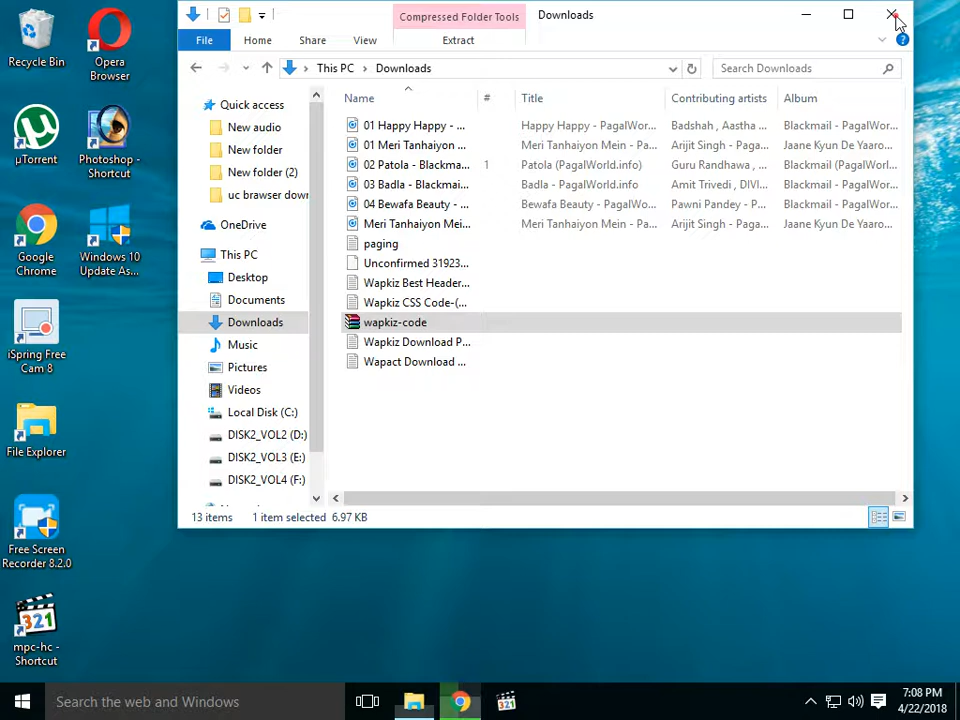 Compressed Folder Tools
Downloads
File
Home
Share
View
Extract
This PC
Downloads
Search Downloads
Recycle Bin
Opera
Browser
µTorrent
Photoshop -
Shortcut
Google
Chrome
Windows 10
Update As...
iSpring Free
Cam 8
File Explorer
Free Screen
Recorder 8.2.0
mpc-hc -
Shortcut
Quick access
New audio
New folder
New folder (2)
uc brawser down
OneDrive
This PC
Desktop
Documents
Downloads
Music
Pictures
Videos
Local Disk (C:)
DISK2_VOL2 (D:)
DISK2_VOL3 (E:)
DISK2_VOL4 (F:)
Name # Title Contributing artists Album
01 Happy Happy - ... Happy Happy - PagalWor... Badshah , Aastha ... Blackmail - PagalWor...
01 Meri Tanhaiyon ... Meri Tanhaiyon Mein - P... Arijit Singh - Paga... Jaane Kyun De Yaaro...
02 Patola - Blackma... 1 Patola (PagalWorld.info) Guru Randhawa , ... Blackmail (PagalWorl...
03 Badla - Blackmai... Badla - PagalWorld.info Amit Trivedi , DIVI... Blackmail - PagalWor...
04 Bewafa Beauty - ... Bewafa Beauty - PagalWo... Pawni Pandey - P... Blackmail - PagalWor...
Meri Tanhaiyon Mei... Meri Tanhaiyon Mein - Pa... Arijit Singh - Paga... Jaane Kyun De Yaaro...
paging
Unconfirmed 31923...
Wapkiz Best Header...
Wapkiz CSS Code-(...
wapkiz-code
Wapkiz Download P...
Wapact Download ...
13 items 1 item selected 6.97 KB
Search the web and Windows
7:08 PM
4/22/2018